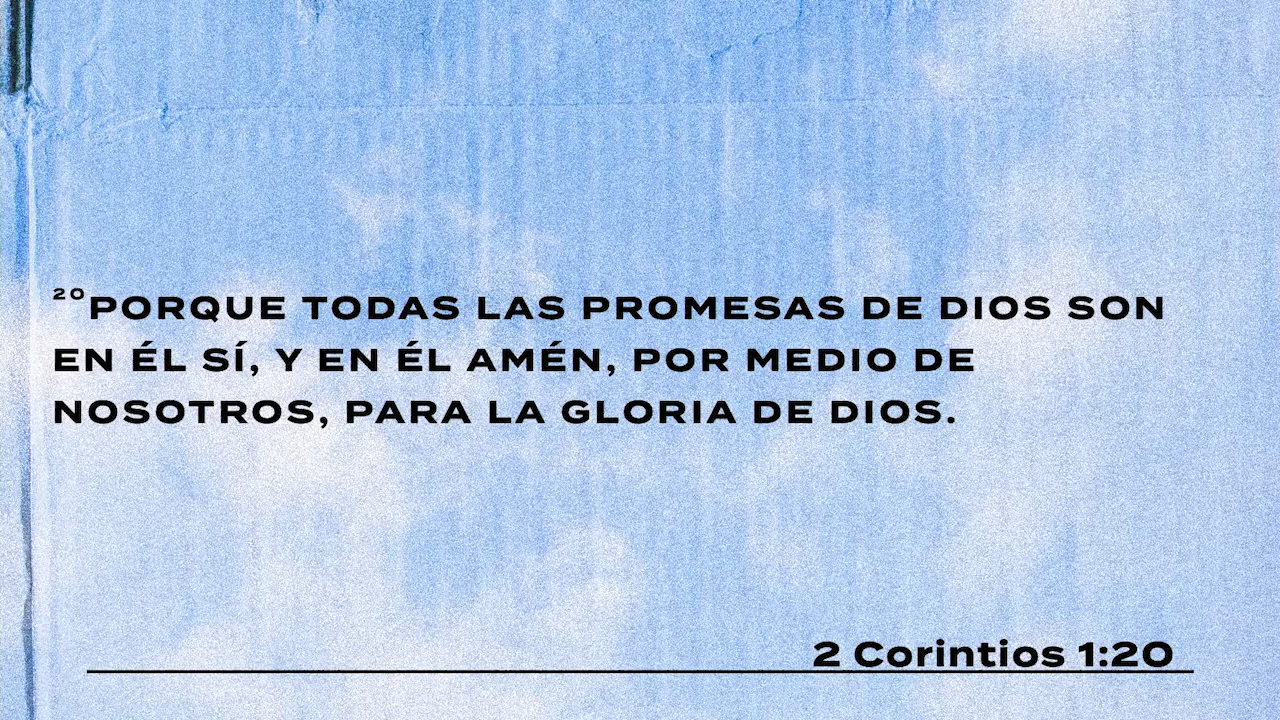 ²⁰PORQUE TODAS LAS PROMESAS DE DIOS SON
EN ÉL SÍ, Y EN ÉL AMÉN, POR MEDIO DE
NOSOTROS, PARA LA GLORIA DE DIOS.
2 Corintios 1:20